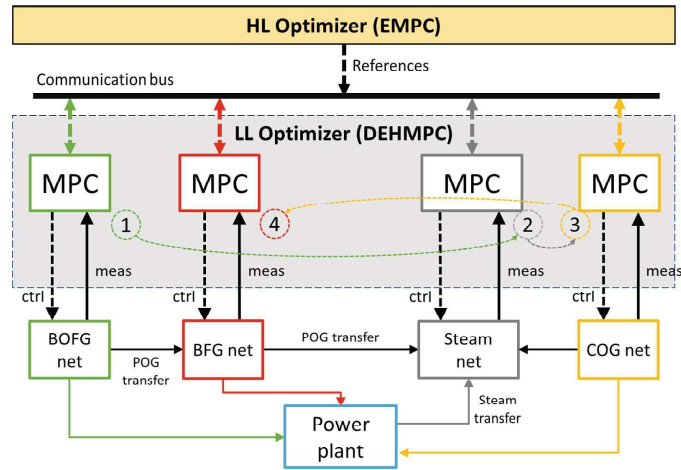 HL Optimizer (EMPC)
References
Communication bus
LL Optimizer (DEHMPC)
MPC
MPC
MPC
MPC
1
4
2
3
meas
meas
meas
meas
ctrl
ctrl
ctrl
ctrl
BOFG
net
POG
transfer
BFG net
POG transfer
Steam
net
COG net
Steam
transfer
Power
plant